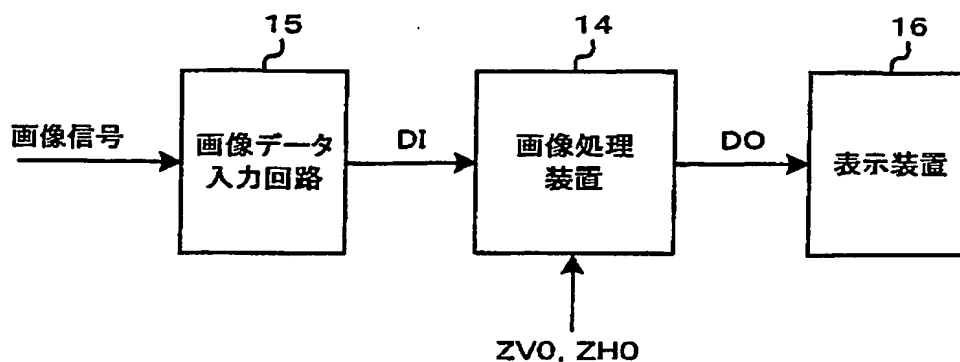 15
14
16
画像信号
画像データ
入力回路
DI
画像処理
装置
DO
表示装置
ZV0, ZH0